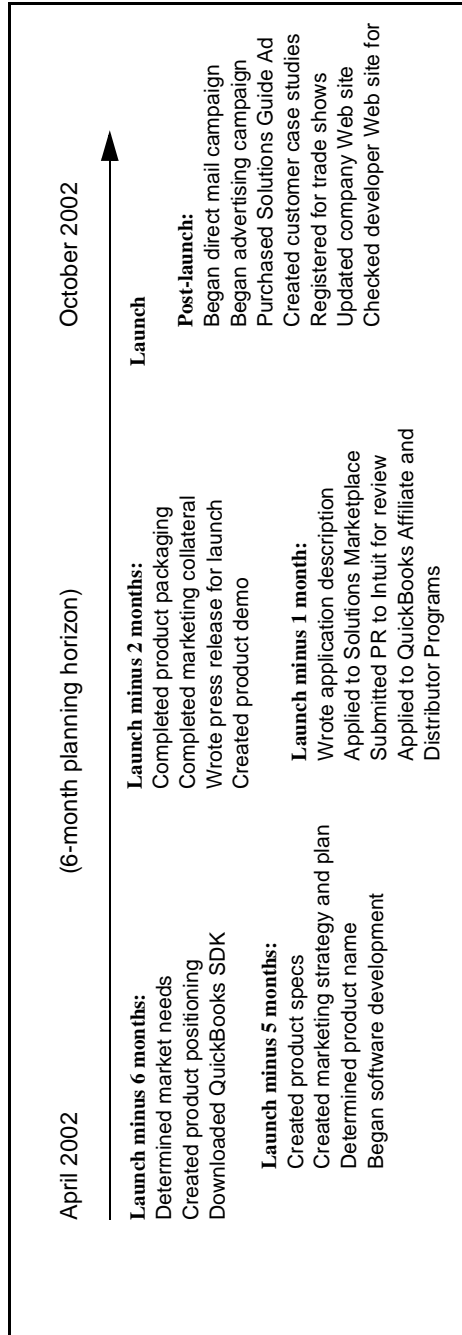 April 2002
(6-month planning horizon)
October 2002
Launch minus 6 months:
Determined market needs
Created product positioning
Downloaded QuickBooks SDK
Launch minus 5 months:
Created product specs
Created marketing strategy and plan
Determined product name
Began software development
Launch minus 2 months:
Completed product packaging
Completed marketing collateral
Wrote press release for launch
Created product demo
Launch minus 1 month:
Wrote application description
Applied to Solutions Marketplace
Submitted PR to Intuit for review
Applied to QuickBooks Affiliate and
Distributor Programs
Launch
Post-launch:
Began direct mail campaign
Began advertising campaign
Purchased Solutions Guide Ad
Created customer case studies
Registered for trade shows
Updated company Web site
Checked developer Web site for